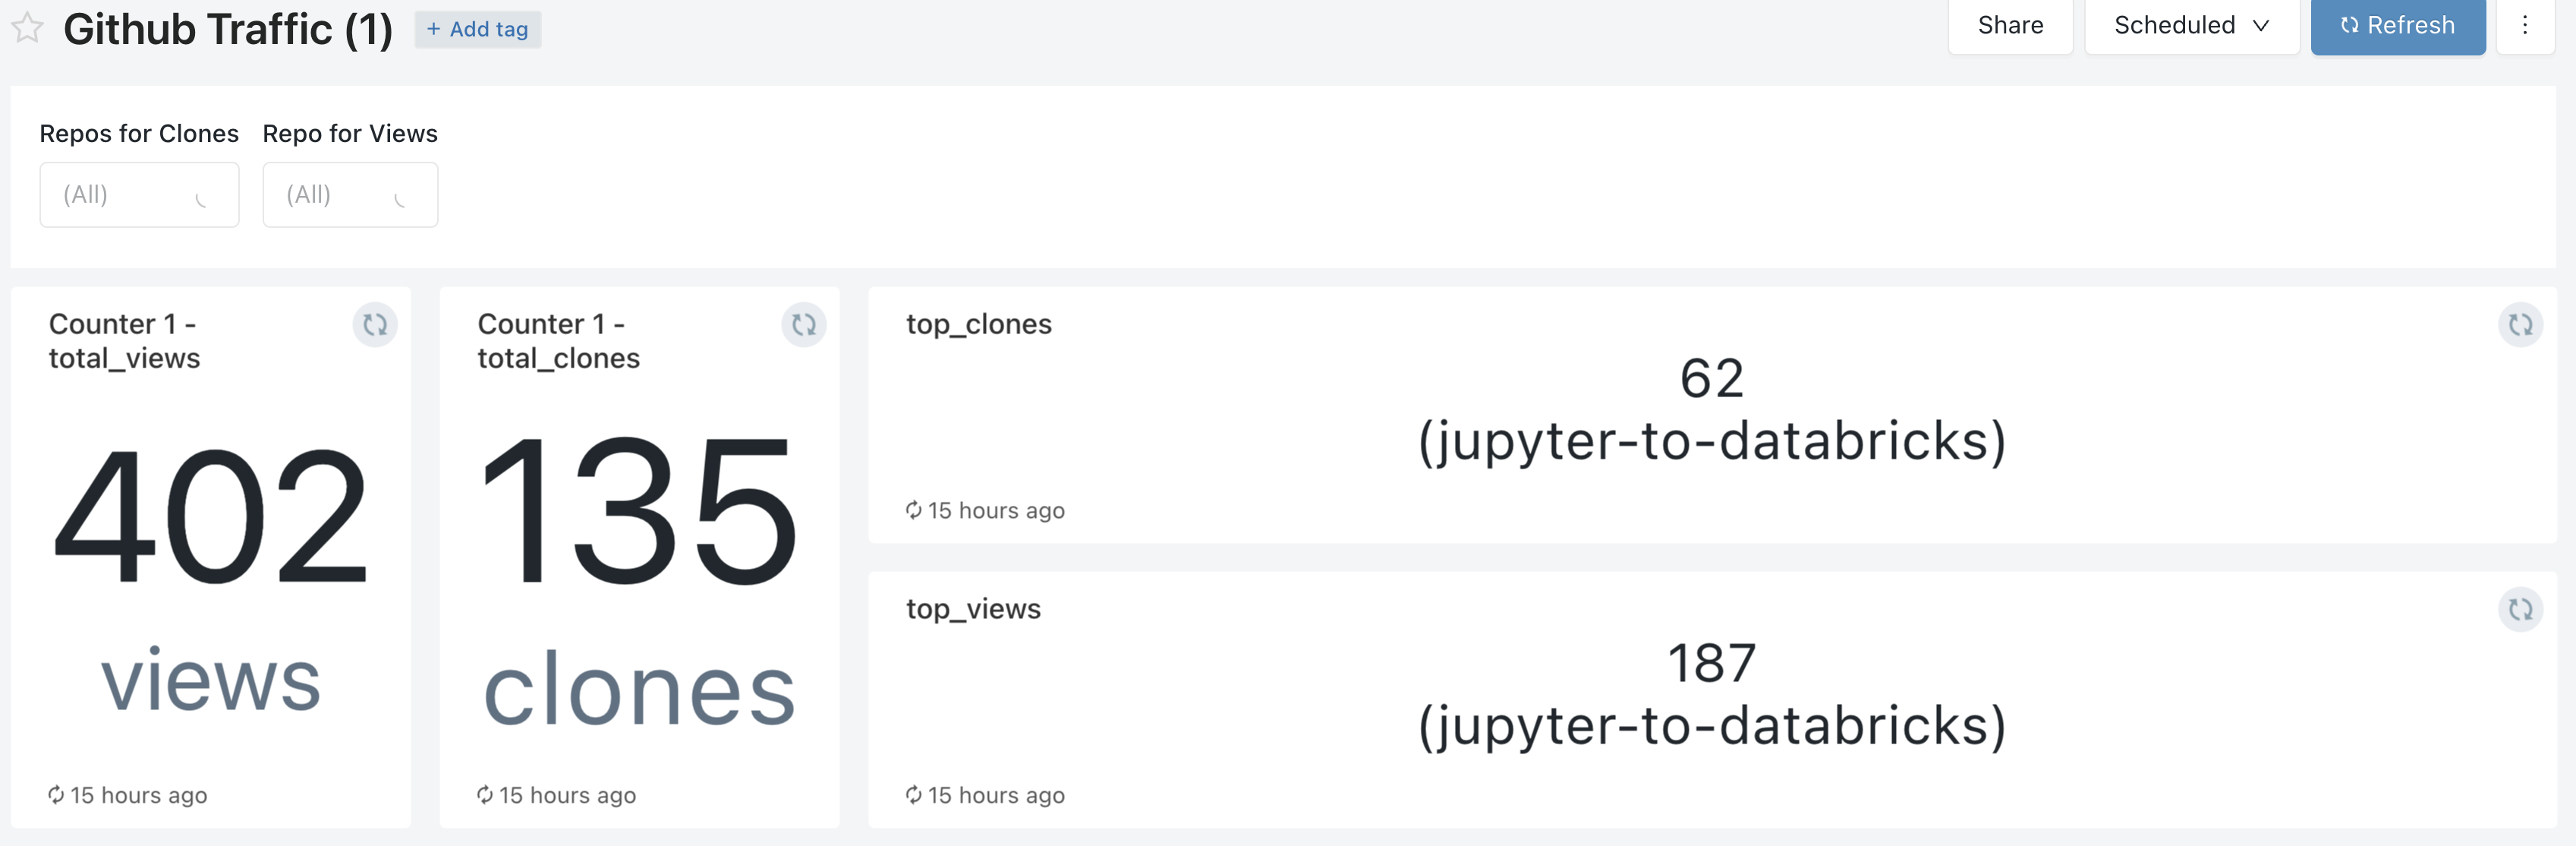 Github Traffic (1)
+ Add tag
Share
Scheduled
Refresh
Repos for Clones
Repo for Views
(All)
(All)
Counter 1 -
total_views
402
views
15 hours ago
Counter 1 -
total_clones
135
clones
15 hours ago
top_clones
62
(jupyter-to-databricks)
15 hours ago
top_views
187
(jupyter-to-databricks)
15 hours ago